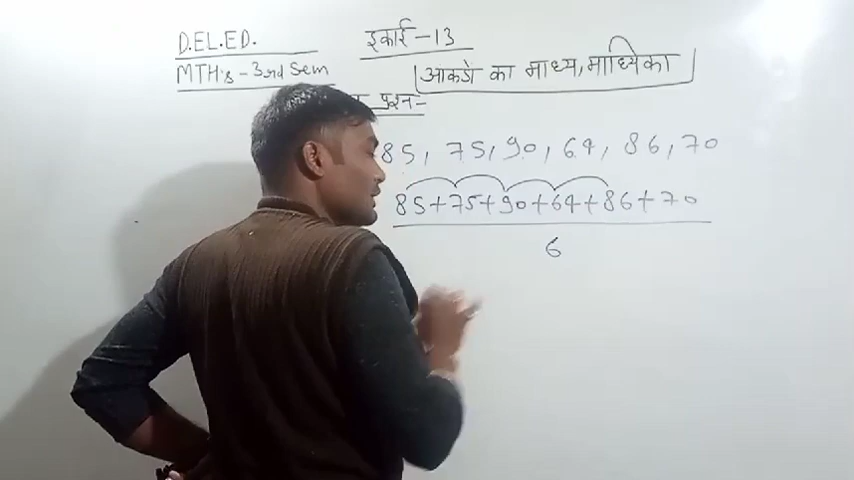 D.EL.ED. इकाई-13
MTHs - 3rd Sem आकडो का माध्य, माध्यिका
प्रश्न=
85, 75, 90, 64, 86, 70
85+75+90+64+86+70
6